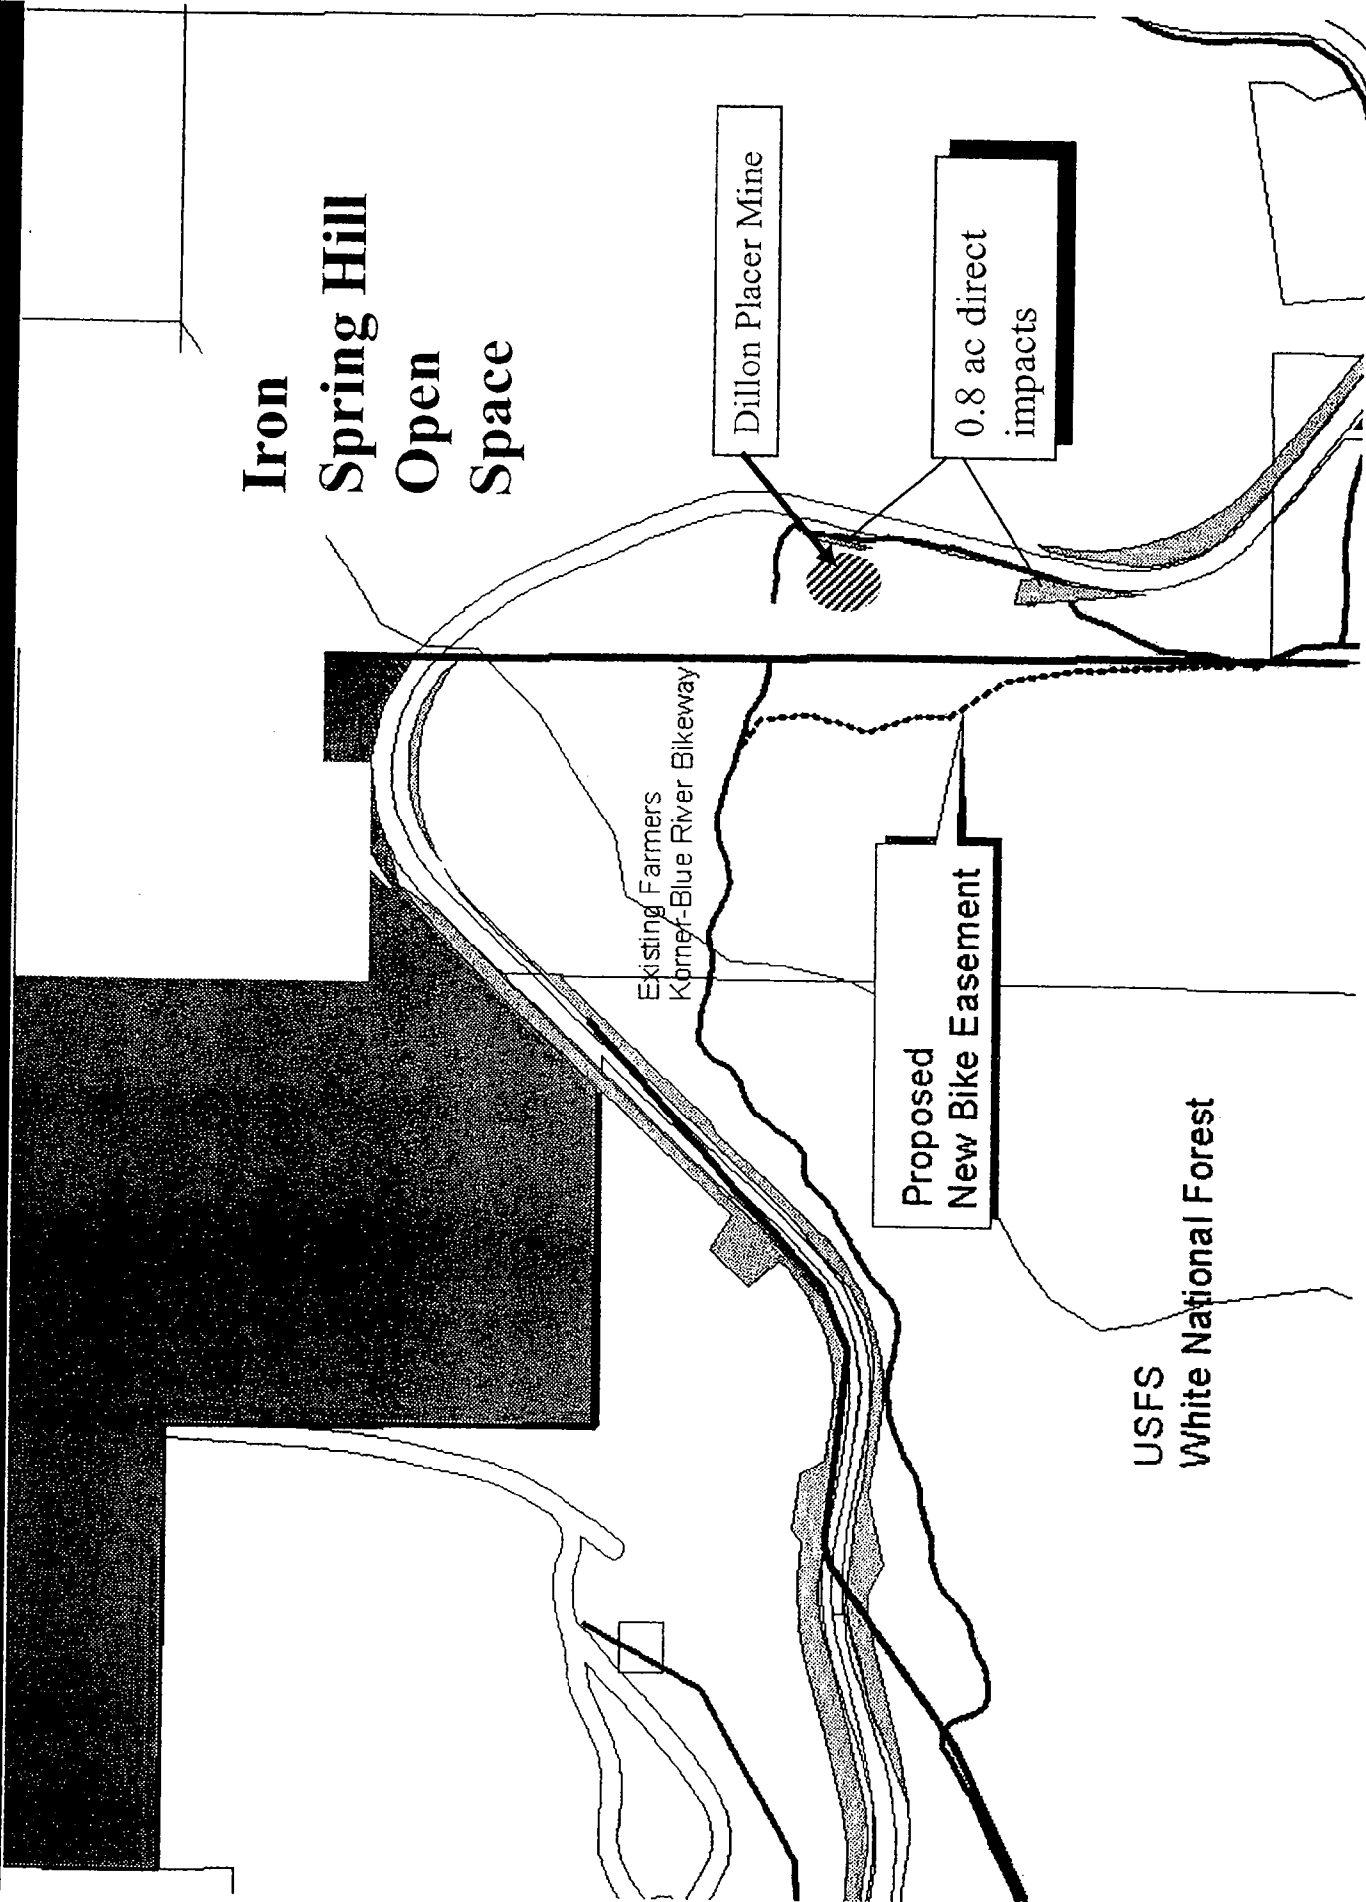 Iron
Spring Hill
Open
Space
Dillon Placer Mine
0.8 ac direct
impacts
Existing Farmers
Korner-Blue River Bikeway
Proposed
New Bike Easement
USFS
White National Forest